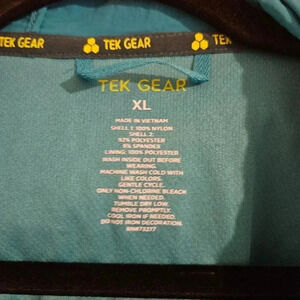 TEK GEAR
TEK GEAR
TEK GEAR
XL
MADE IN VIETNAM
SHELL 1: 100% NYLON
SHELL 2:
92% POLYESTER
8% SPANDEX
LINING: 100% POLYESTER
WASH INSIDE OUT BEFORE
WEARING.
MACHINE WASH COLD WITH
LIKE COLORS.
GENTLE CYCLE.
ONLY NON-CHLORINE BLEACH
WHEN NEEDED.
TUMBLE DRY LOW.
REMOVE PROMPTLY.
COOL IRON IF NEEDED.
DO NOT IRON DECORATION.